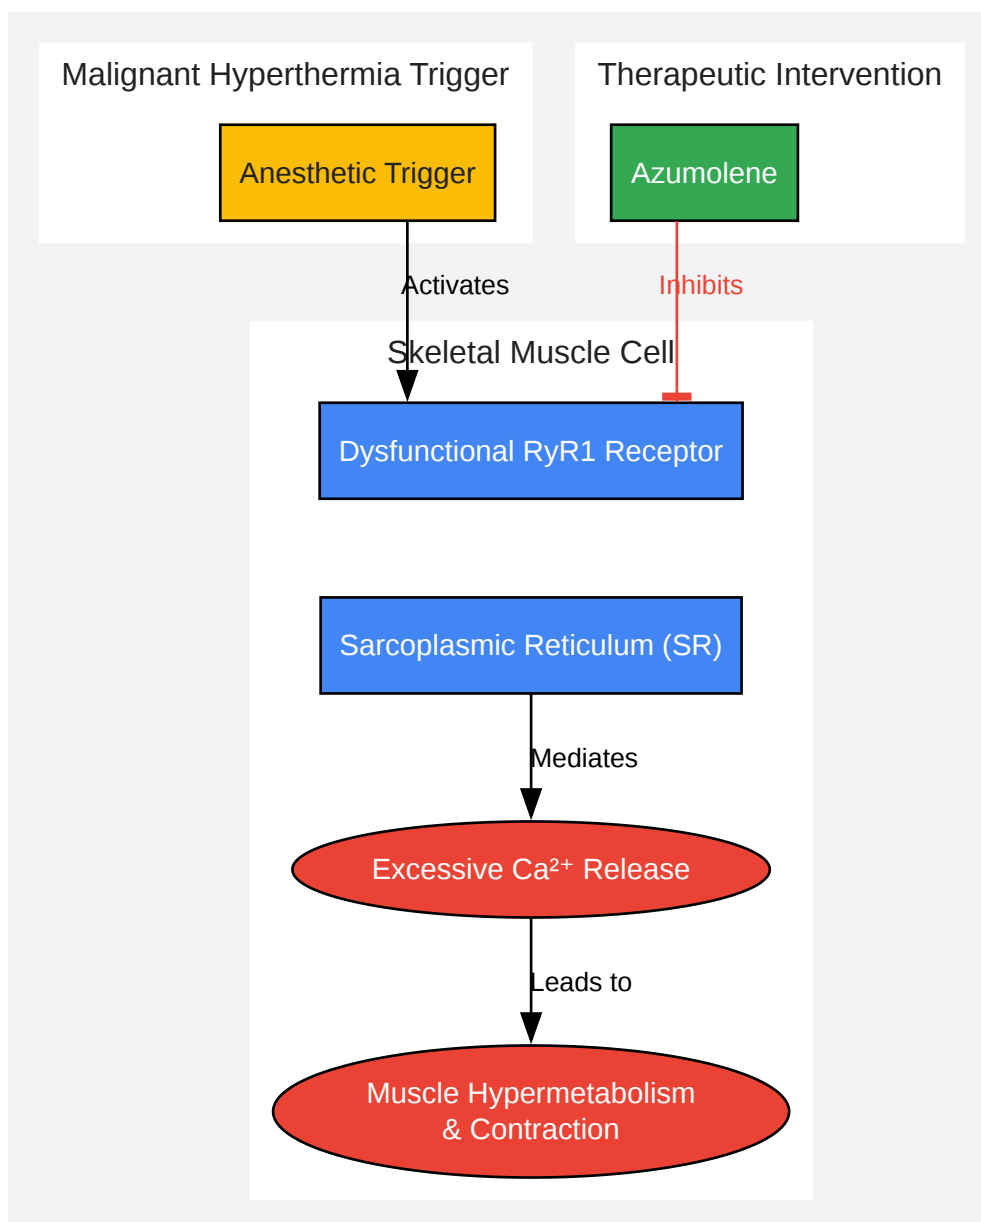 Malignant Hyperthermia Trigger
Therapeutic Intervention
Anesthetic Trigger
Azumolene
Activates
Inhibits
Skeletal Muscle Cell
Dysfunctional RyR1 Receptor
Sarcoplasmic Reticulum (SR)
Mediates
Excessive Ca²⁺ Release
Leads to
Muscle Hypermetabolism
& Contraction